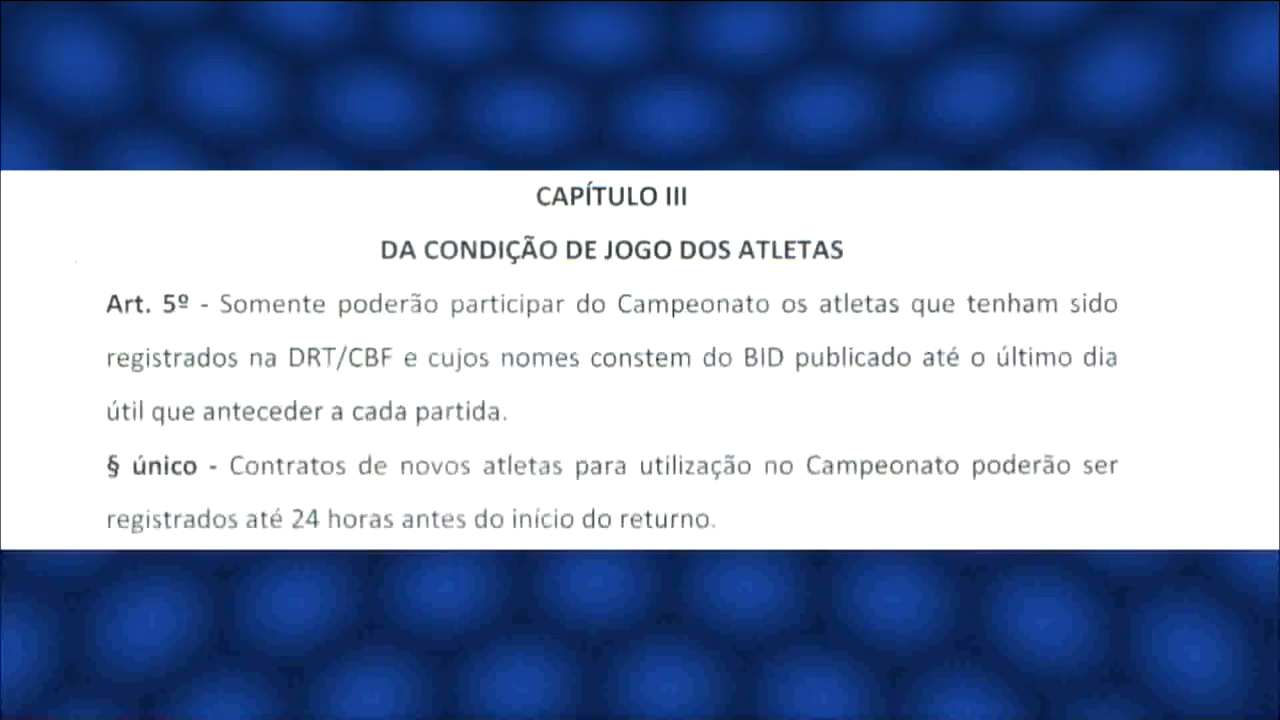 CAPÍTULO III
DA CONDIÇÃO DE JOGO DOS ATLETAS
Art. 5º - Somente poderão participar do Campeonato os atletas que tenham sido
registrados na DRT/CBF e cujos nomes constem do BID publicado até o último dia
útil que anteceder a cada partida.
§ único - Contratos de novos atletas para utilização no Campeonato poderão ser
registrados até 24 horas antes do início do returno.